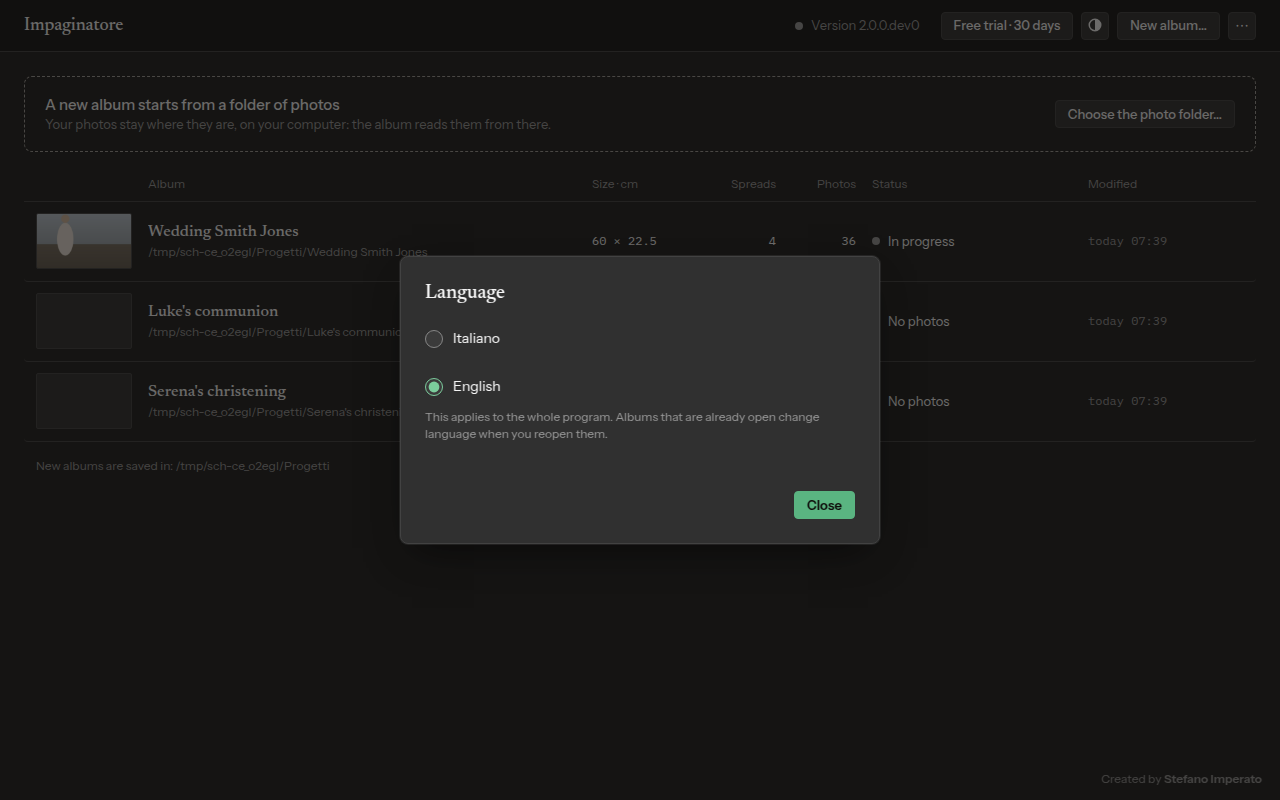 Impaginatore
Version 2.0.0.dev0
Free trial · 30 days
New album...
A new album starts from a folder of photos
Your photos stay where they are, on your computer: the album reads them from there.
Choose the photo folder...
Album Size · cm Spreads Photos Status Modified
Wedding Smith Jones
/tmp/sch-ce_o2egl/Progetti/Wedding Smith Jones
60 × 22.5 4 36 In progress today 07:39
Luke's communion
/tmp/sch-ce_o2egl/Progetti/Luke's
No photos today 07:39
Serena's christening
/tmp/sch-ce_o2egl/Progetti/Serena's
No photos today 07:39
New albums are saved in: /tmp/sch-ce_o2egl/Progetti
Language
Italiano
English
This applies to the whole program. Albums that are already open change
language when you reopen them.
Close
Created by Stefano Imperato